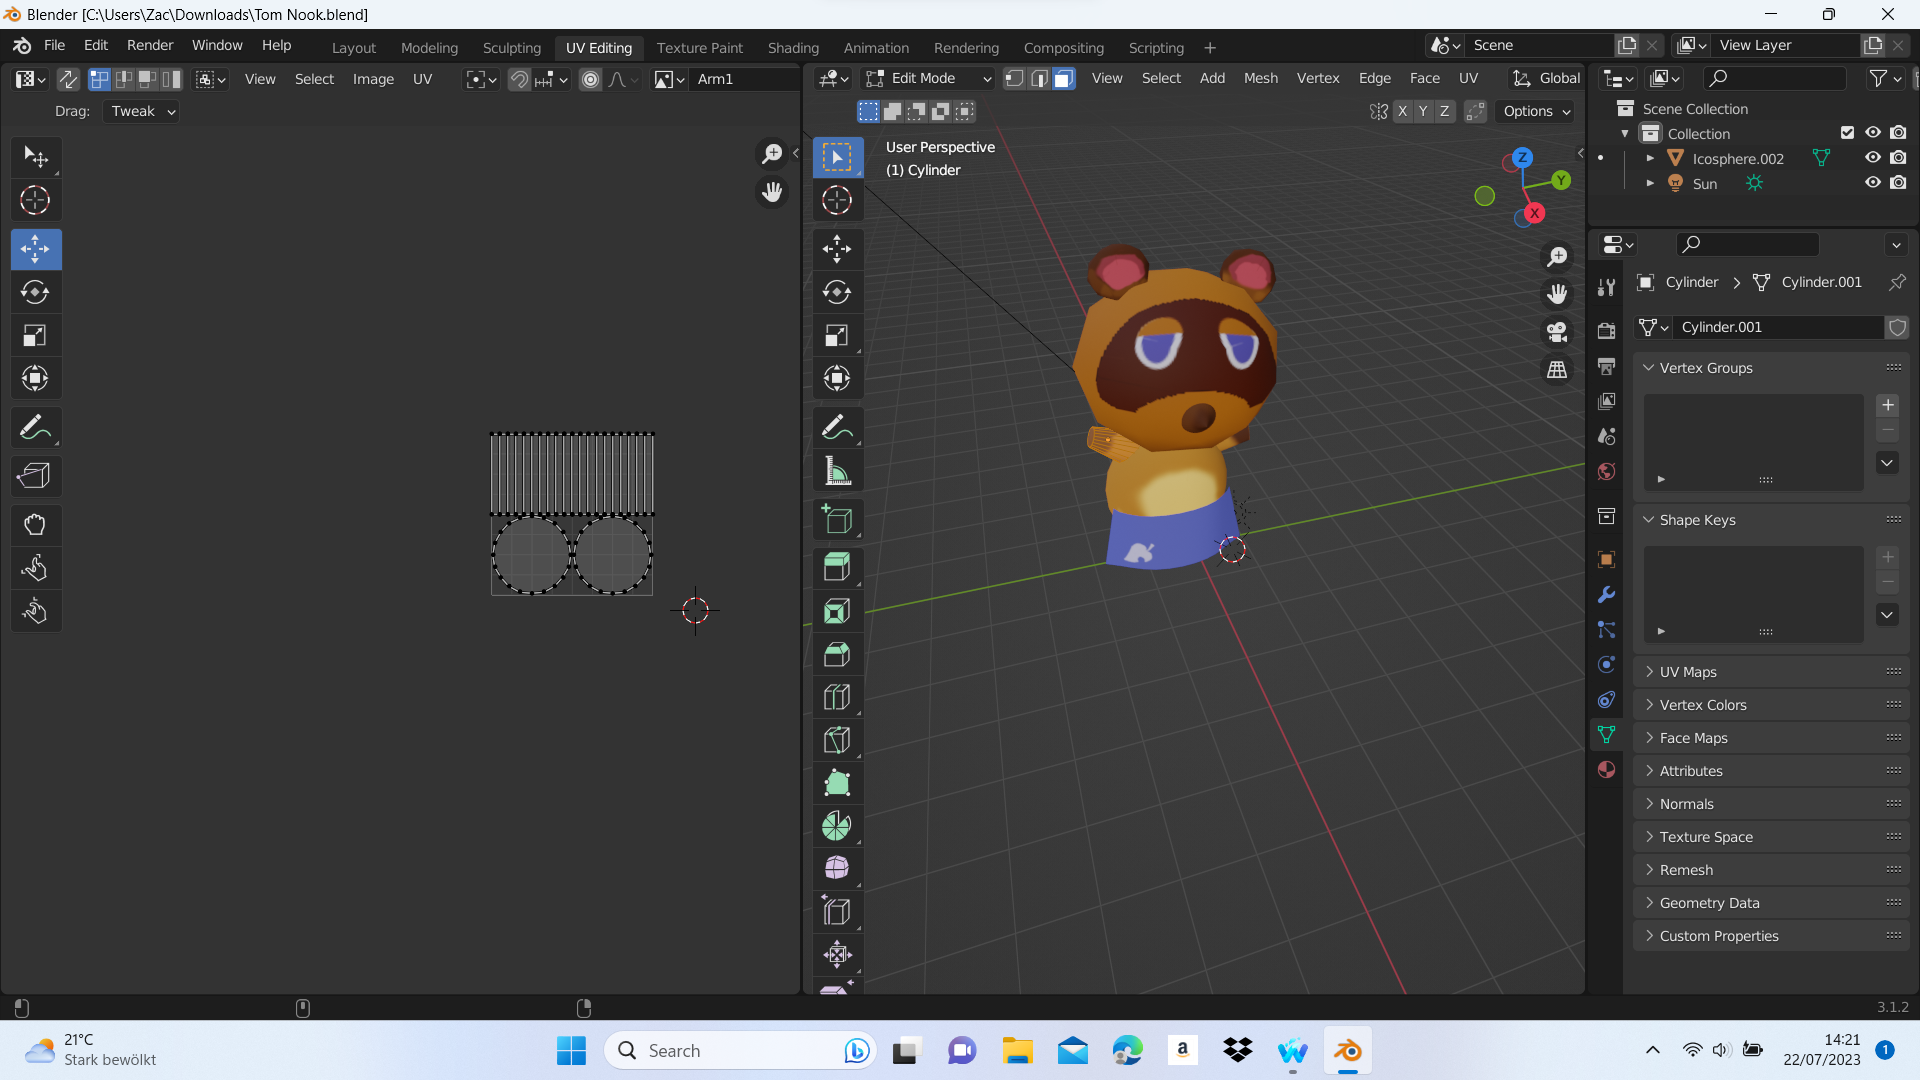 Blender [C:\Users\Zac\Downloads\Tom Nook.blend]
File Edit Render Window Help Layout Modeling Sculpting UV Editing Texture Paint Shading Animation Rendering Compositing Scripting + Scene View Layer
View Select Image UV Arm1
Drag: Tweak
Edit Mode View Select Add Mesh Vertex Edge Face UV Global
X Y Z Options
User Perspective
(1) Cylinder
Z
Y
X
Scene Collection
Collection
Icosphere.002
Sun
Cylinder > Cylinder.001
Cylinder.001
Vertex Groups
Shape Keys
UV Maps
Vertex Colors
Face Maps
Attributes
Normals
Texture Space
Remesh
Geometry Data
Custom Properties
3.1.2
21°C
Stark bewölkt
Search
a
14:21
22/07/2023
1